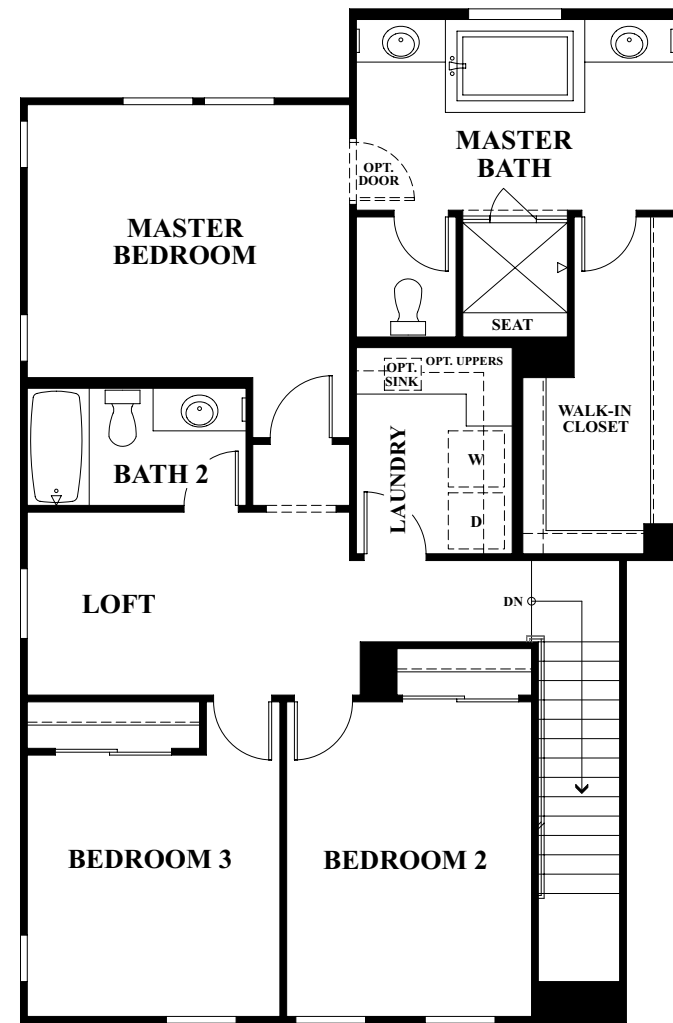 MASTER
BATH
OPT.
DOOR
MASTER
BEDROOM
SEAT
OPT. UPPERS
OPT.
SINK
WALK-IN
CLOSET
LAUNDRY
W
D
BATH 2
LOFT
DN
BEDROOM 3
BEDROOM 2